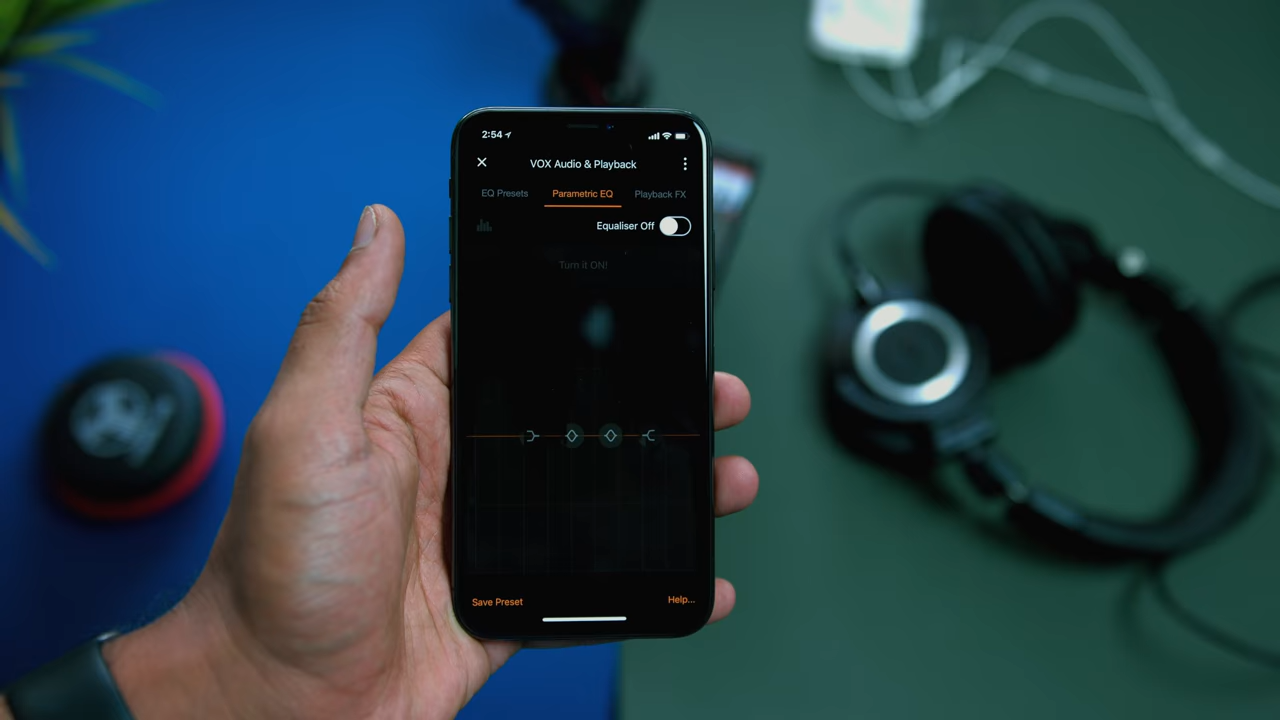 2:54
VOX Audio & Playback
EQ Presets Parametric EQ Playback FX
Equaliser Off
Turn it ON!
Save Preset Help...